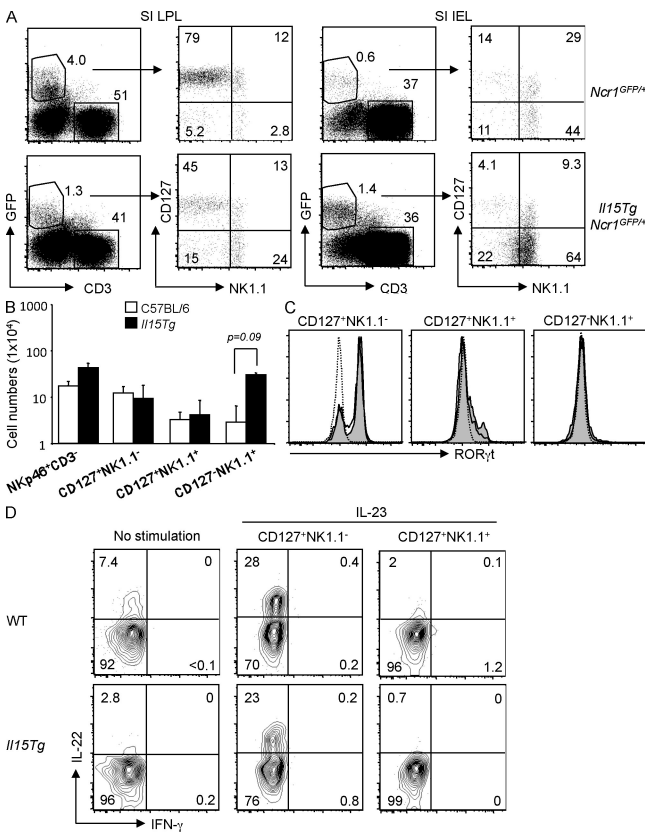 A
SI LPL
SI IEL
4.0
51
79
12
5.2
2.8
0.6
37
14
29
11
44
Ncr1GFP/+
1.3
41
45
13
15
24
1.4
36
4.1
9.3
22
64
Il15Tg
Ncr1GFP/+
GFP
CD3
CD127
NK1.1
GFP
CD3
CD127
NK1.1
B
C57BL/6
Il15Tg
Cell numbers (1x10⁴)
1000
100
10
1
p=0.09
NKp46⁺CD3⁻
CD127⁺NK1.1⁻
CD127⁺NK1.1⁺
CD127⁻NK1.1⁺
C
CD127⁺NK1.1⁻
CD127⁺NK1.1⁺
CD127⁻NK1.1⁺
RORγt
D
IL-23
No stimulation
CD127⁺NK1.1⁻
CD127⁺NK1.1⁺
WT
7.4
0
92
<0.1
28
0.4
70
0.2
2
0.1
96
1.2
Il15Tg
2.8
0
96
0.2
23
0.2
76
0.8
0.7
0
99
0
IL-22
IFN-γ